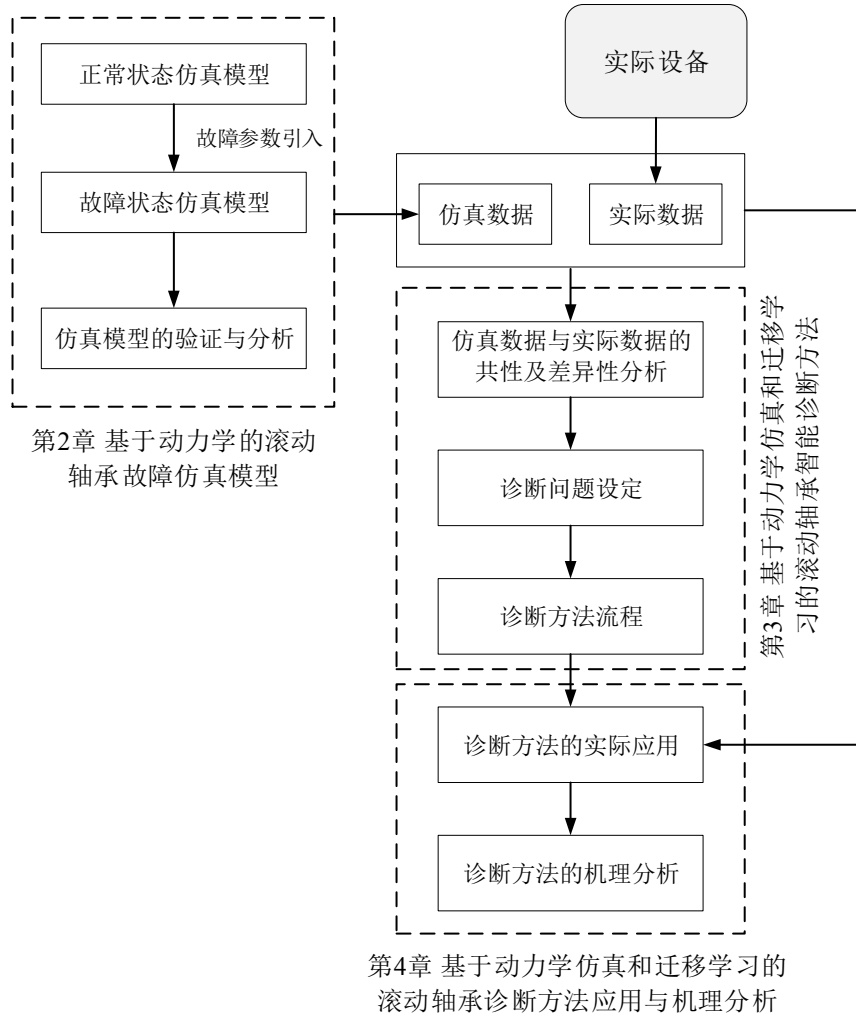 正常状态仿真模型
故障参数引入
故障状态仿真模型
仿真模型的验证与分析
第2章 基于动力学的滚动
轴承故障仿真模型
实际设备
仿真数据
实际数据
仿真数据与实际数据的
共性及差异性分析
诊断问题设定
诊断方法流程
第3章 基于动力学仿真和迁移学
习的滚动轴承智能诊断方法
诊断方法的实际应用
诊断方法的机理分析
第4章 基于动力学仿真和迁移学习的
滚动轴承诊断方法应用与机理分析